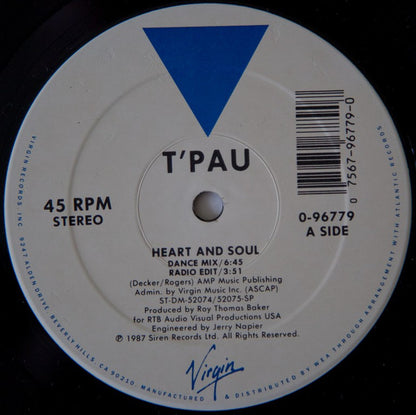 T'PAU
45 RPM
STEREO
0-96779
A SIDE
0 7567-96779-0
HEART AND SOUL
DANCE MIX/6:45
RADIO EDIT/3:51
(Decker/Rogers) AMP Music Publishing
Admin. by Virgin Music Inc. (ASCAP)
ST-DM-52074/52075-SP
Produced by Roy Thomas Baker
for RTB Audio Visual Productions USA
Engineered by Jerry Napier
℗ 1987 Siren Records Ltd. All Rights Reserved.
Virgin
VIRGIN RECORDS, INC. 9247 ALDEN DRIVE, BEVERLY HILLS, CA 90210. MANUFACTURED & DISTRIBUTED BY WEA THROUGH ARRANGEMENT WITH ATLANTIC RECORDS